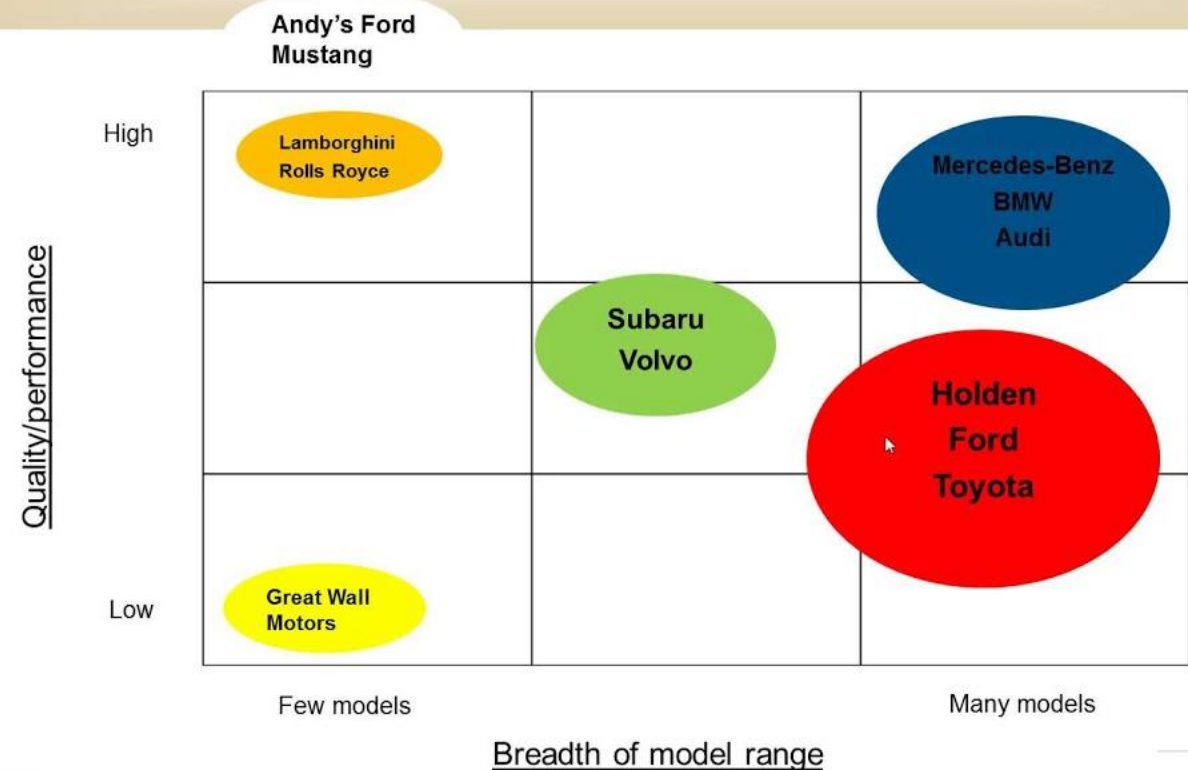 Andy’s Ford
Mustang
High
Lamborghini
Rolls Royce
Mercedes-Benz
BMW
Audi
Quality/performance
Subaru
Volvo
Holden
Ford
Toyota
Low
Great Wall
Motors
Few models
Many models
Breadth of model range